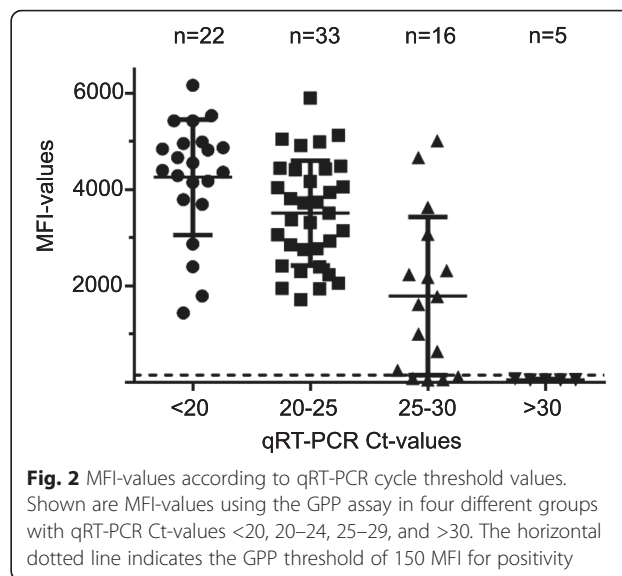 n=22 n=33 n=16 n=5
6000
4000
2000
MFI-values
<20 20-25 25-30 >30
qRT-PCR Ct-values
Fig. 2 MFI-values according to qRT-PCR cycle threshold values.
Shown are MFI-values using the GPP assay in four different groups
with qRT-PCR Ct-values <20, 20–24, 25–29, and >30. The horizontal
dotted line indicates the GPP threshold of 150 MFI for positivity